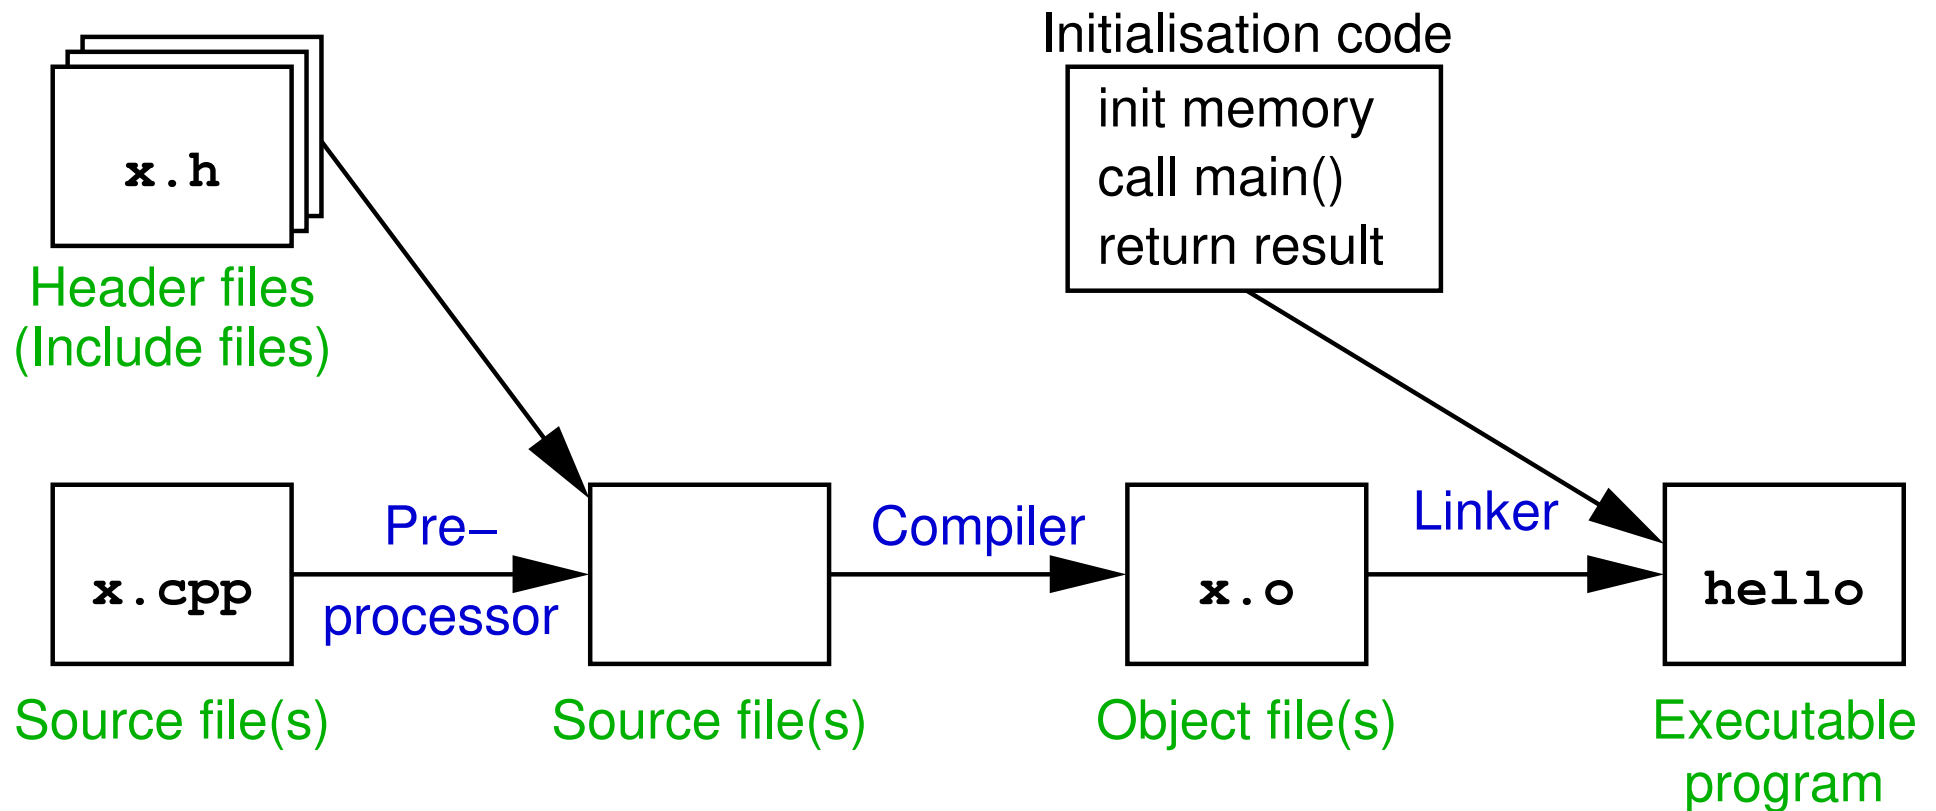 Initialisation code
init memory
call main()
return result
x.h
Header files
(Include files)
x.cpp
Pre–
processor
Compiler
x.o
Linker
hello
Source file(s)
Source file(s)
Object file(s)
Executable
program